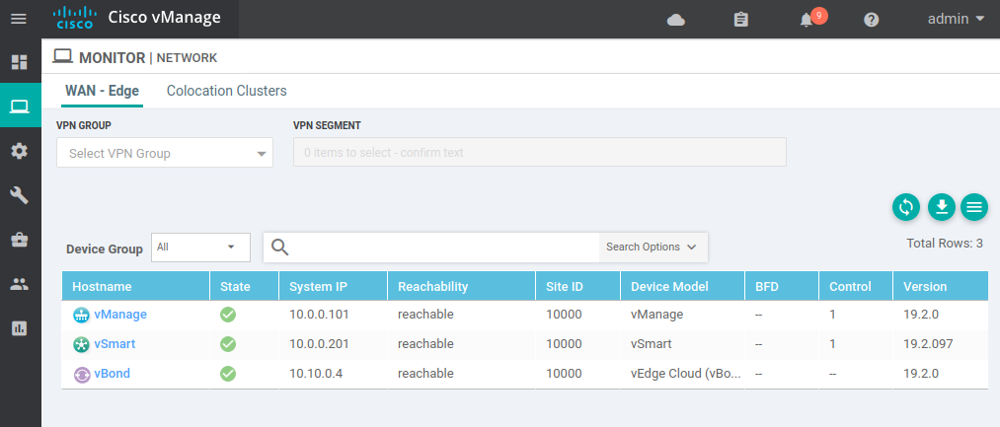 CISCO Cisco vManage 9 admin
MONITOR | NETWORK
WAN - Edge Colocation Clusters
VPN GROUP VPN SEGMENT
Select VPN Group 0 items to select - confirm text
Total Rows: 3
Device Group All Search Options
Hostname State System IP Reachability Site ID Device Model BFD Control Version
vManage 10.0.0.101 reachable 10000 vManage -- 1 19.2.0
vSmart 10.0.0.201 reachable 10000 vSmart -- 1 19.2.097
vBond 10.10.0.4 reachable 10000 vEdge Cloud (vBo... -- -- 19.2.0